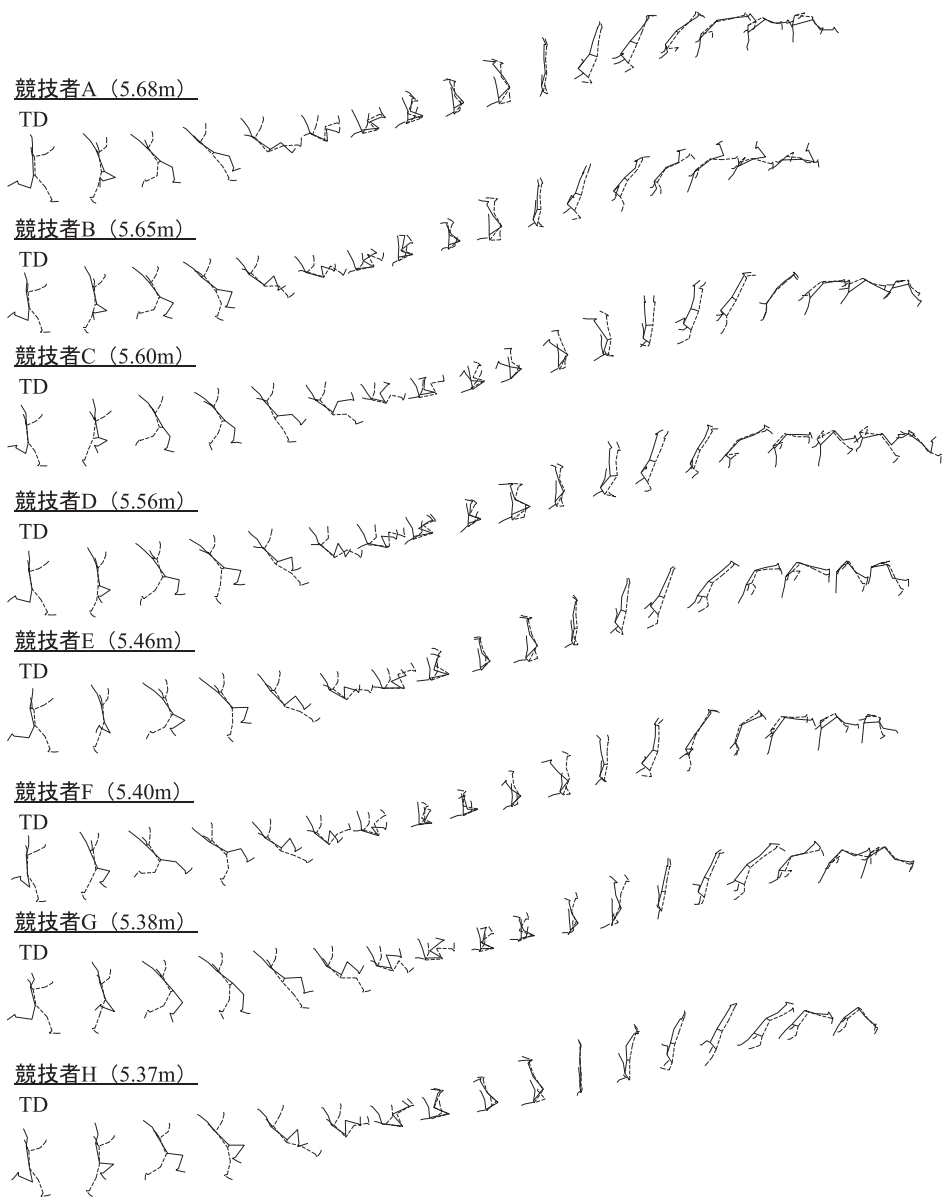 競技者A（5.68m）
TD
競技者B（5.65m）
TD
競技者C（5.60m）
TD
競技者D（5.56m）
TD
競技者E（5.46m）
TD
競技者F（5.40m）
TD
競技者G（5.38m）
TD
競技者H（5.37m）
TD